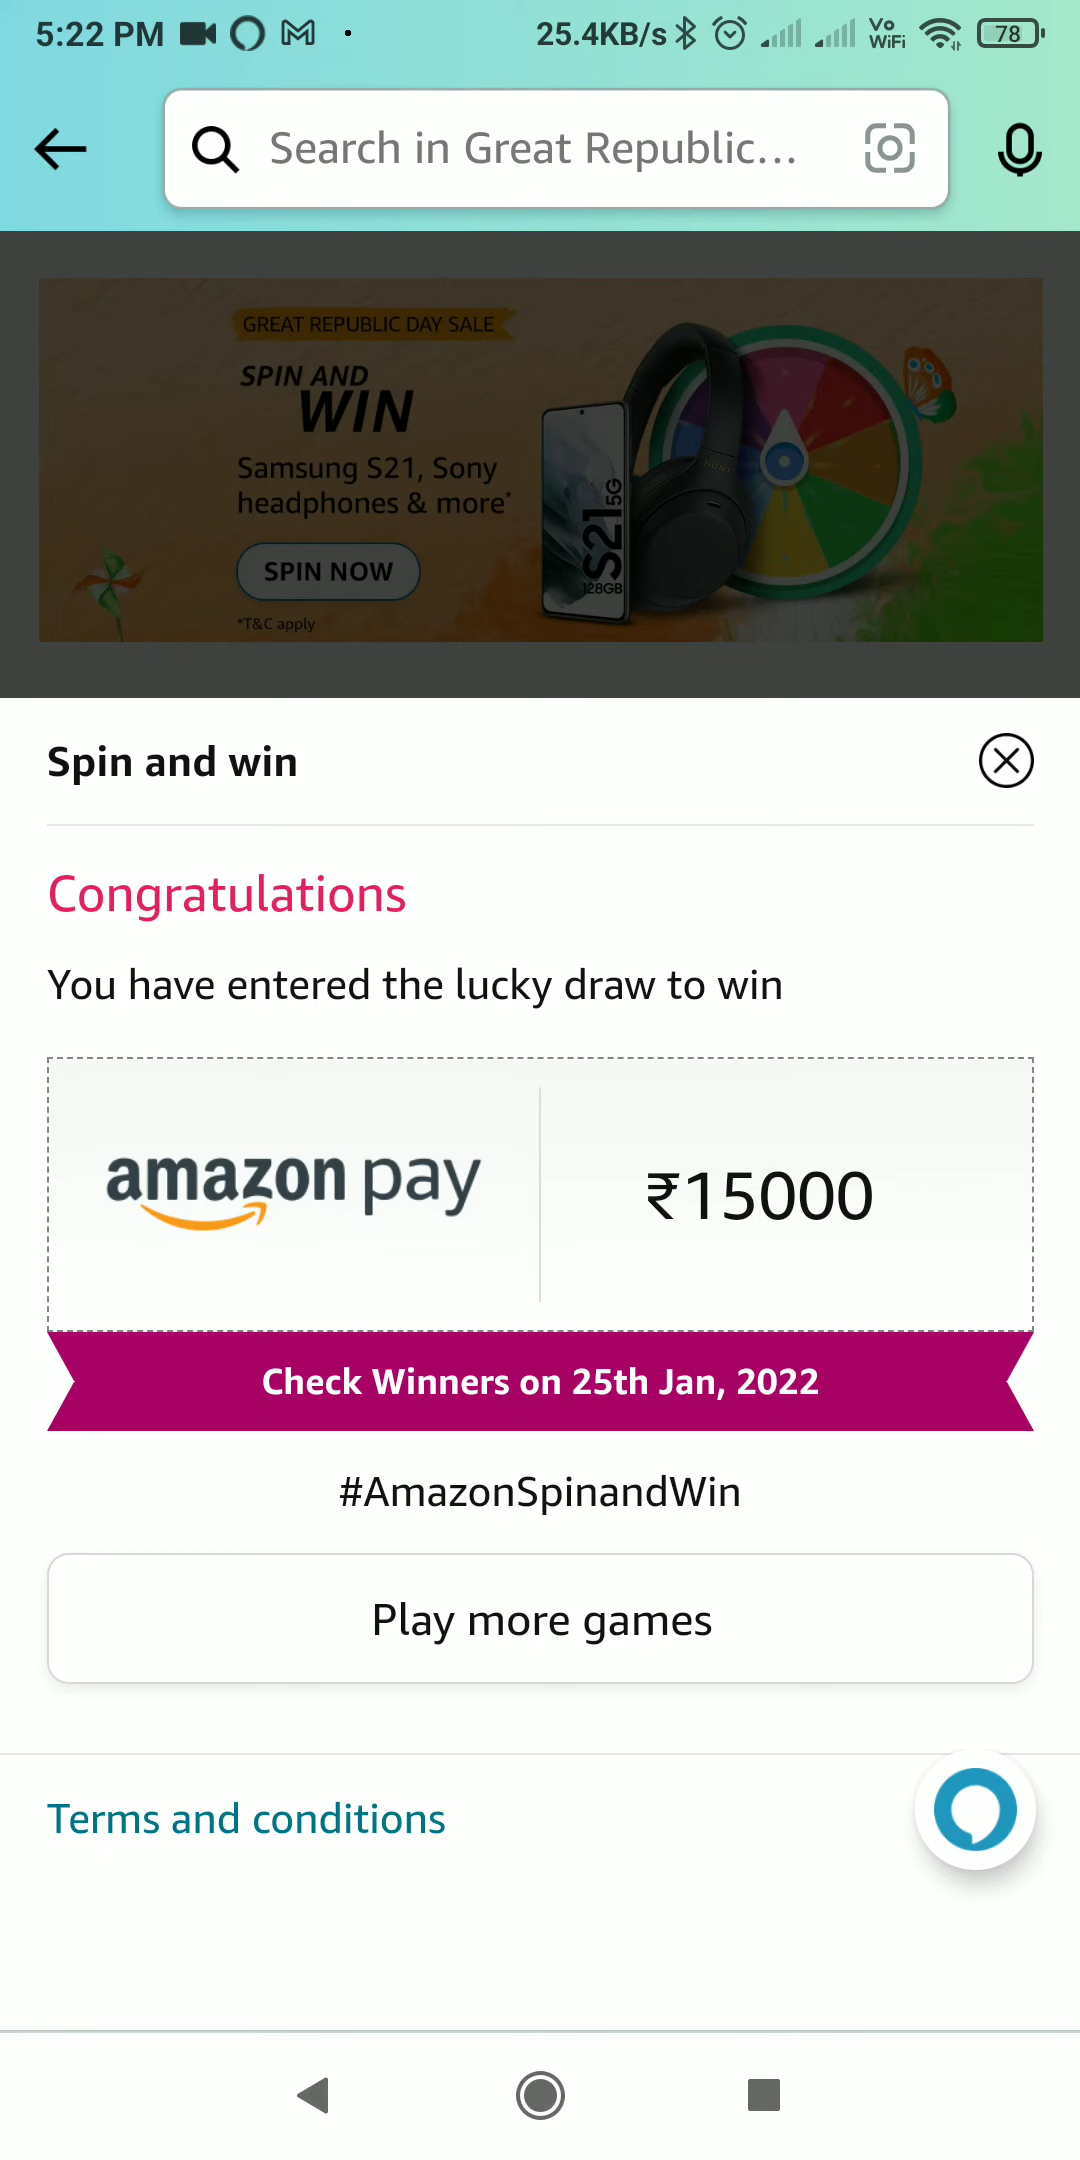 5:22 PM 25.4KB/s Vo WiFi 78
Search in Great Republic...
GREAT REPUBLIC DAY SALE
SPIN AND
WIN
Samsung S21, Sony
headphones & more*
SPIN NOW
*T&C apply
S21 5G
128GB
SONY
Spin and win
Congratulations
You have entered the lucky draw to win
amazon pay
₹15000
Check Winners on 25th Jan, 2022
#AmazonSpinandWin
Play more games
Terms and conditions